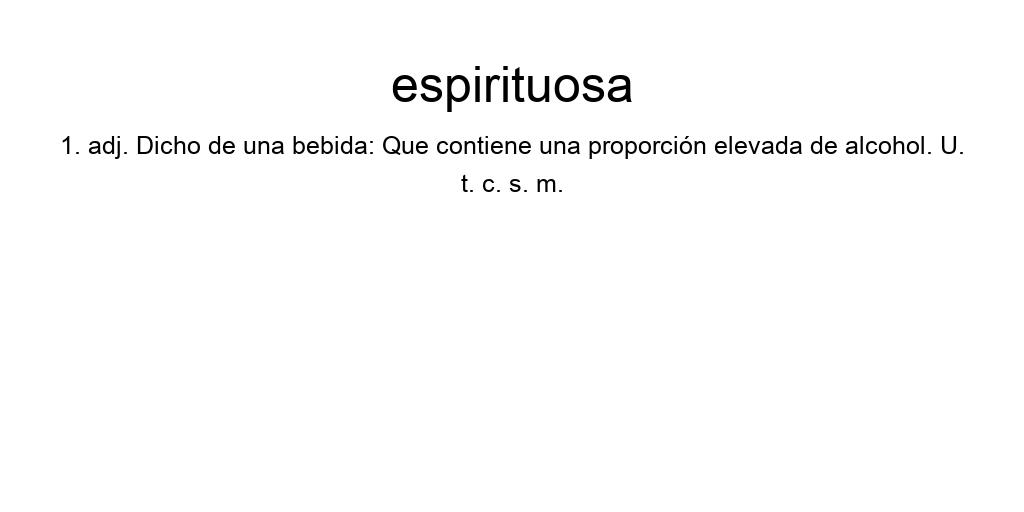 espirituosa
1. adj. Dicho de una bebida: Que contiene una proporción elevada de alcohol. U.
t. c. s. m.